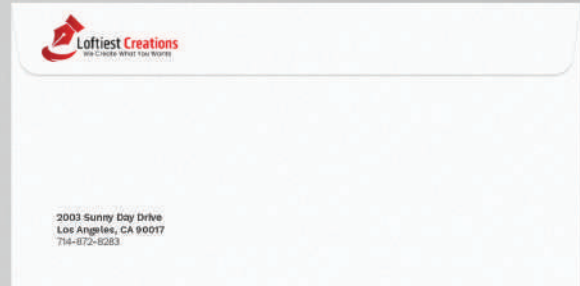 Loftiest Creations
We Create What You Wants
2003 Sunny Day Drive
Los Angeles, CA 90017
714-872-8283